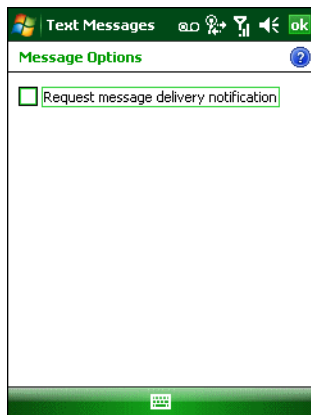 Text Messages ok
Message Options ?
Request message delivery notification